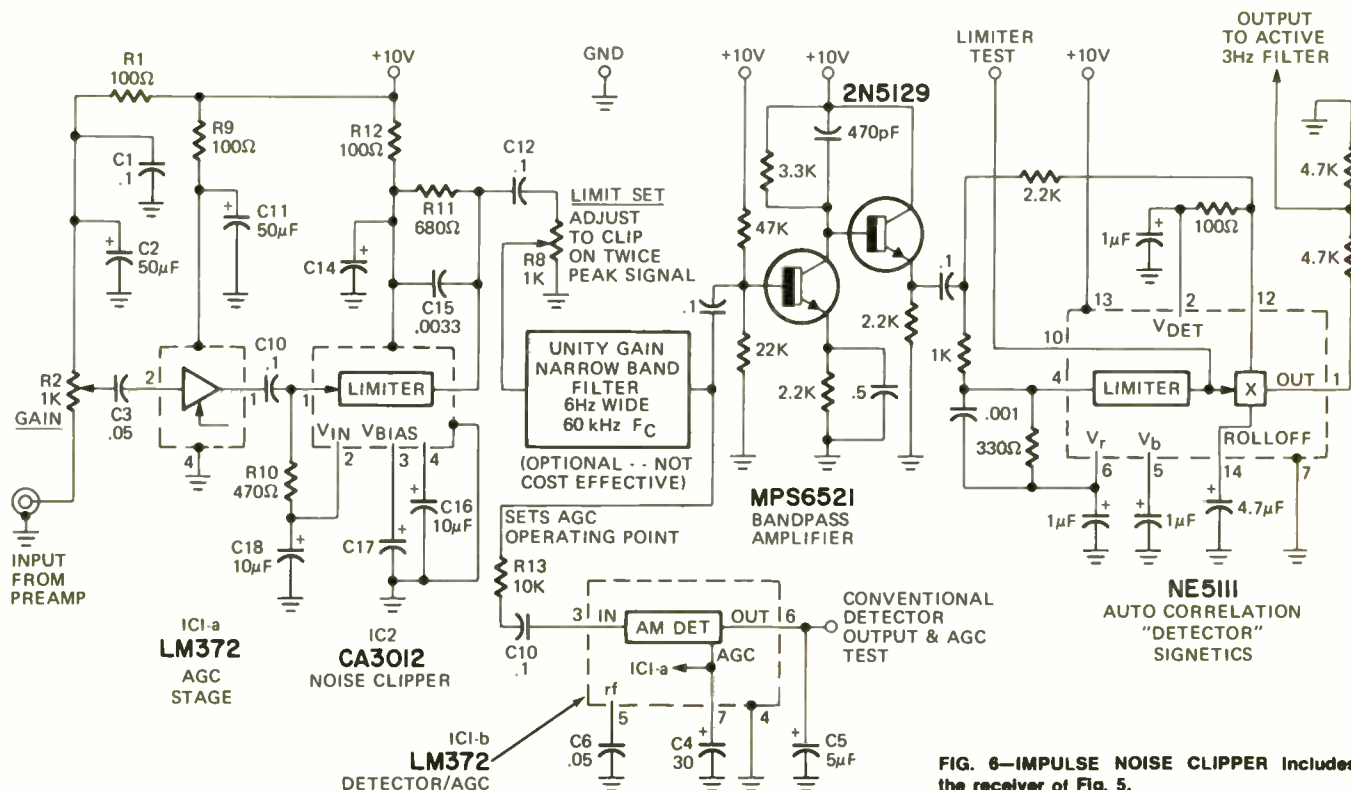 R1
100Ω
C1
.1
C2
50μF
R9
100Ω
C11
50μF
+10V
R12
100Ω
R11
680Ω
C14
C15
.0033
C12
.1
LIMIT SET
ADJUST
TO CLIP
ON TWICE
PEAK SIGNAL
R8
1K
GND
R2
1K
GAIN
C3
.05
2
1
4
C10
.1
INPUT
FROM
PREAMP
IC1-a
LM372
AGC
STAGE
1
LIMITER
VIN
2
VBIAS
3
4
R10
470Ω
C18
10μF
C17
C16
10μF
IC2
CA3012
NOISE CLIPPER
UNITY GAIN
NARROW BAND
FILTER
6Hz WIDE
60 kHz FC
(OPTIONAL -- NOT
COST EFFECTIVE)
SETS AGC
OPERATING POINT
R13
10K
C10
.1
3
IN
AM DET
OUT
6
IC1-a
AGC
rf
5
7
4
C6
.05
C4
30
C5
5μF
CONVENTIONAL
DETECTOR
OUTPUT & AGC
TEST
IC1-b
LM372
DETECTOR/AGC
+10V
47K
22K
.1
+10V
2N5129
470pF
3.3K
2.2K
.5
2.2K
.1
MPS6521
BANDPASS
AMPLIFIER
LIMITER
TEST
+10V
OUTPUT
TO ACTIVE
3Hz FILTER
2.2K
1μF
100Ω
4.7K
4.7K
13
2
12
VDET
10
1K
4
LIMITER
X
OUT
1
.001
330Ω
Vr
6
Vb
5
ROLLOFF
14
7
1μF
1μF
4.7μF
NE5111
AUTO CORRELATION
"DETECTOR"
SIGNETICS
FIG. 6—IMPULSE NOISE CLIPPER Includes
the receiver of Fig. 5.